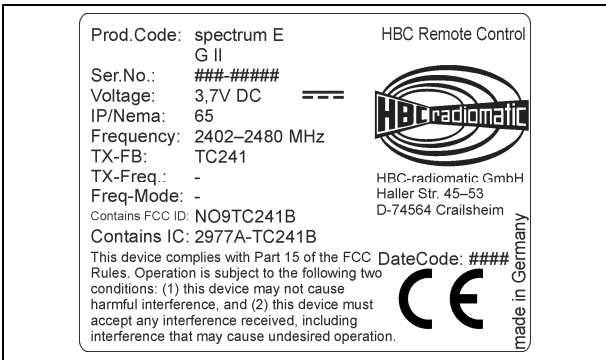 Prod.Code: spectrum E
G II
HBC Remote Control
Ser.No.: ###-#####
Voltage: 3,7V DC
IP/Nema: 65
Frequency: 2402–2480 MHz
TX-FB: TC241
TX-Freq.: -
Freq-Mode: -
Contains FCC ID: NO9TC241B
Contains IC: 2977A-TC241B
HBC radiomatic
HBC-radiomatic GmbH
Haller Str. 45–53
D-74564 Crailsheim
This device complies with Part 15 of the FCC
Rules. Operation is subject to the following two
conditions: (1) this device may not cause
harmful interference, and (2) this device must
accept any interference received, including
interference that may cause undesired operation.
DateCode: ####
CE
made in Germany